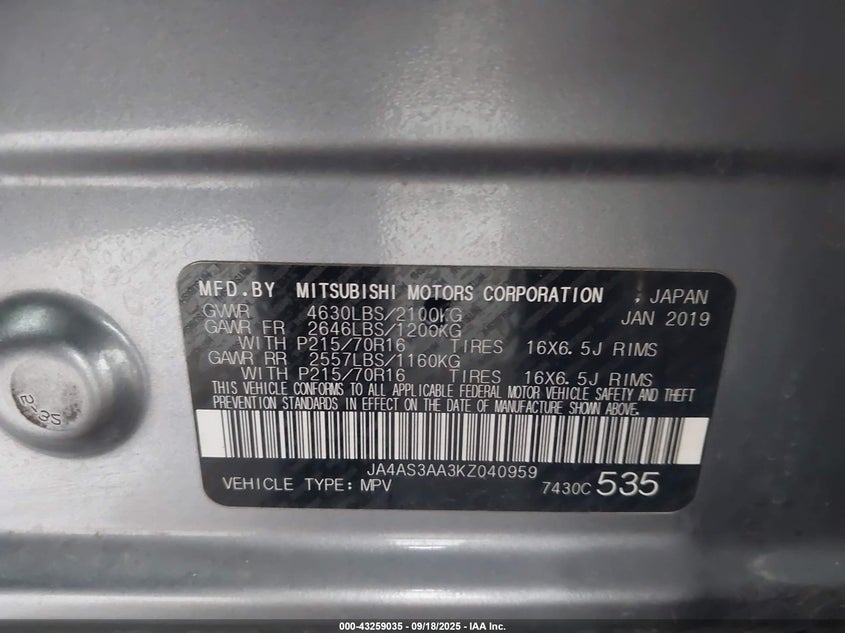 MFD.BY MITSUBISHI MOTORS CORPORATION , JAPAN
GVWR 4630LBS/2100KG JAN 2019
GAWR FR 2646LBS/1200KG
WITH P215/70R16 TIRES 16X6.5J RIMS
GAWR RR 2557LBS/1160KG
WITH P215/70R16 TIRES 16X6.5J RIMS
THIS VEHICLE CONFORMS TO ALL APPLICABLE FEDERAL MOTOR VEHICLE SAFETY AND THEFT
PREVENTION STANDARDS IN EFFECT ON THE DATE OF MANUFACTURE SHOWN ABOVE.
JA4AS3AA3KZ040959
VEHICLE TYPE: MPV 7430C 535
000-43259035 - 09/18/2025 - IAA Inc.